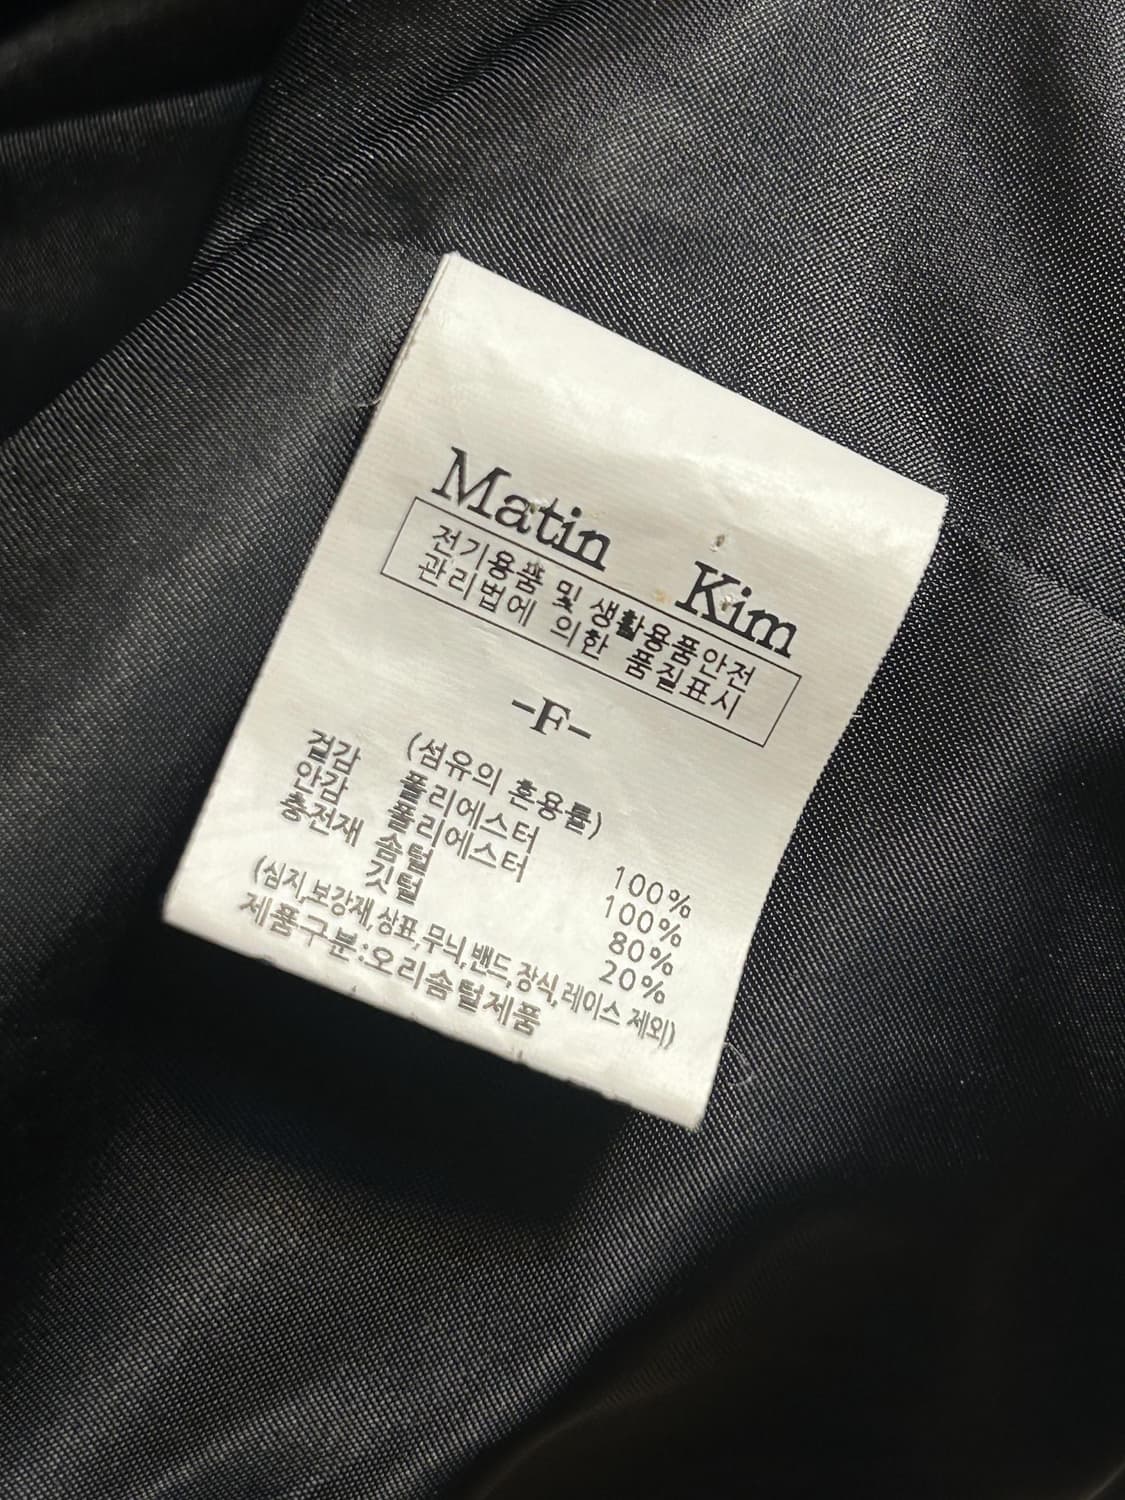 Matin Kim
전기용품 및 생활용품안전
관리법에 의한 품질표시
-F-
(섬유의 혼용률)
겉감 폴리에스터 100%
안감 폴리에스터 100%
충전재 솜털 80%
깃털 20%
(심지,보강재,상표,무늬,밴드,장식,레이스 제외)
제품구분:오리솜털제품